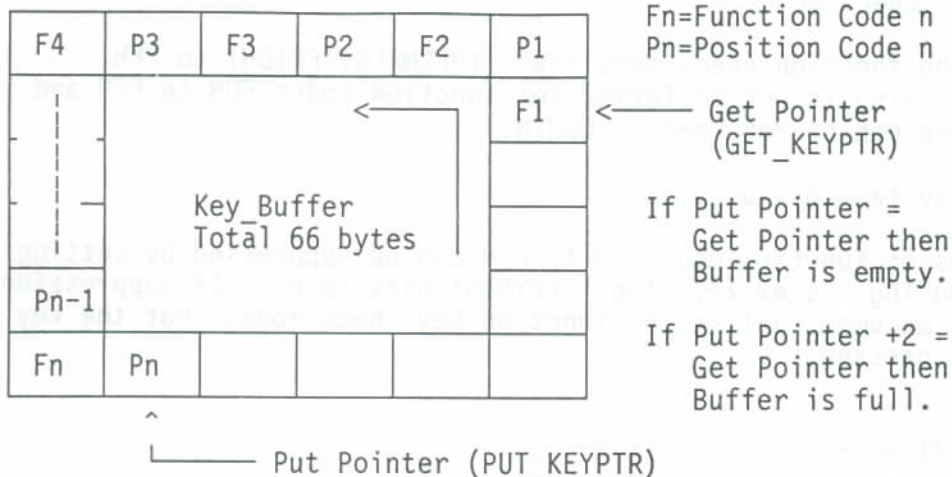 Fn=Function Code n
Pn=Position Code n
F4 P3 F3 P2 F2 P1
F1
Get Pointer
(GET_KEYPTR)
Key_Buffer
Total 66 bytes
If Put Pointer =
Get Pointer then
Buffer is empty.
Pn-1
If Put Pointer +2 =
Get Pointer then
Buffer is full.
Fn Pn
Put Pointer (PUT KEYPTR)